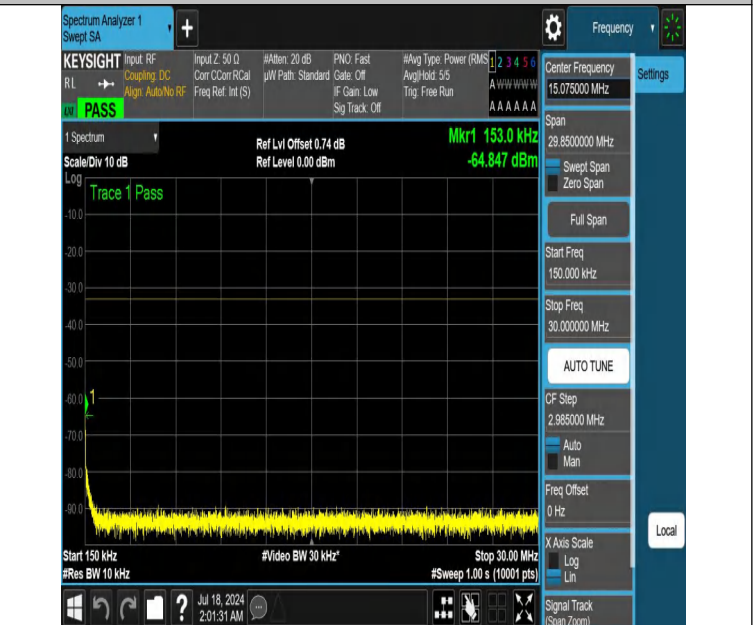 Spectrum Analyzer 1
Swept SA
+
Frequency
KEYSIGHT
RL
PASS
Input: RF
Coupling: DC
Align: Auto/No RF
Input Z: 50 Ω
Corr CCorr RCal
Freq Ref: Int (S)
#Atten: 20 dB
µW Path: Standard
PNO: Fast
Gate: Off
IF Gain: Low
Sig Track: Off
#Avg Type: Power (RMS
Avg|Hold: 5/5
Trig: Free Run
1 2 3 4 5 6
A W W W W W
A A A A A A
1 Spectrum
Scale/Div 10 dB
Ref Lvl Offset 0.74 dB
Ref Level 0.00 dBm
Mkr1 153.0 kHz
-64.847 dBm
Log
Trace 1 Pass
-10.0
-20.0
-30.0
-40.0
-50.0
-60.0
1
-70.0
-80.0
-90.0
Start 150 kHz
#Res BW 10 kHz
#Video BW 30 kHz*
Stop 30.00 MHz
#Sweep 1.00 s (10001 pts)
?
Jul 18, 2024
2:01:31 AM
Center Frequency
15.075000 MHz
Settings
Span
29.8500000 MHz
Swept Span
Zero Span
Full Span
Start Freq
150.000 kHz
Stop Freq
30.000000 MHz
AUTO TUNE
CF Step
2.985000 MHz
Auto
Man
Freq Offset
0 Hz
X Axis Scale
Log
Lin
Local
Signal Track
(Span Zoom)